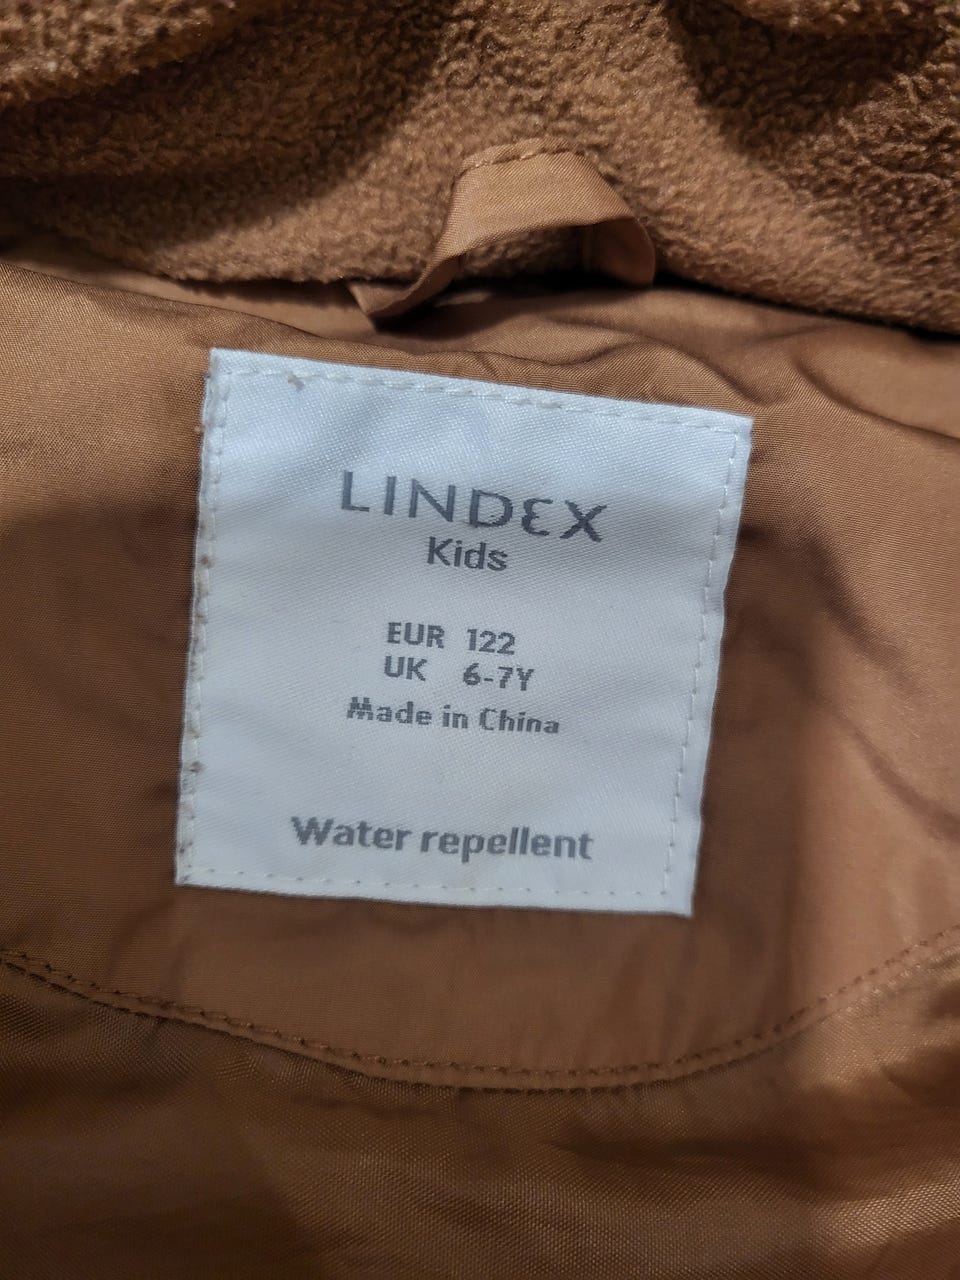 LINDEX
Kids
EUR 122
UK 6-7Y
Made in China
Water repellent